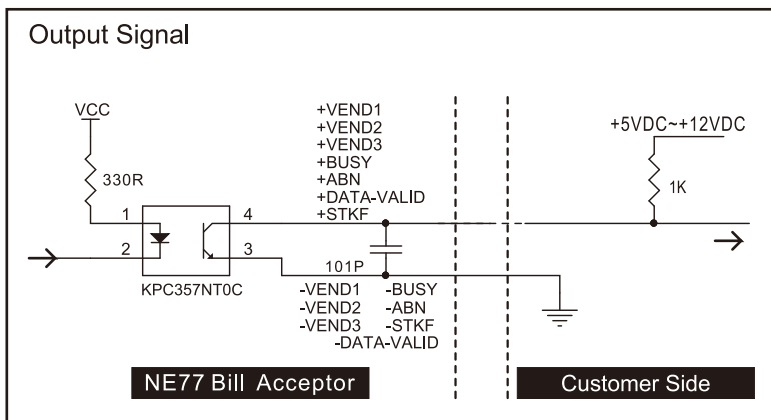 Output Signal
VCC
330R
1
2
4
3
KPC357NT0C
+VEND1
+VEND2
+VEND3
+BUSY
+ABN
+DATA-VALID
+STKF
101P
-VEND1 -BUSY
-VEND2 -ABN
-VEND3 -STKF
-DATA-VALID
+5VDC~+12VDC
1K
NE77 Bill Acceptor
Customer Side